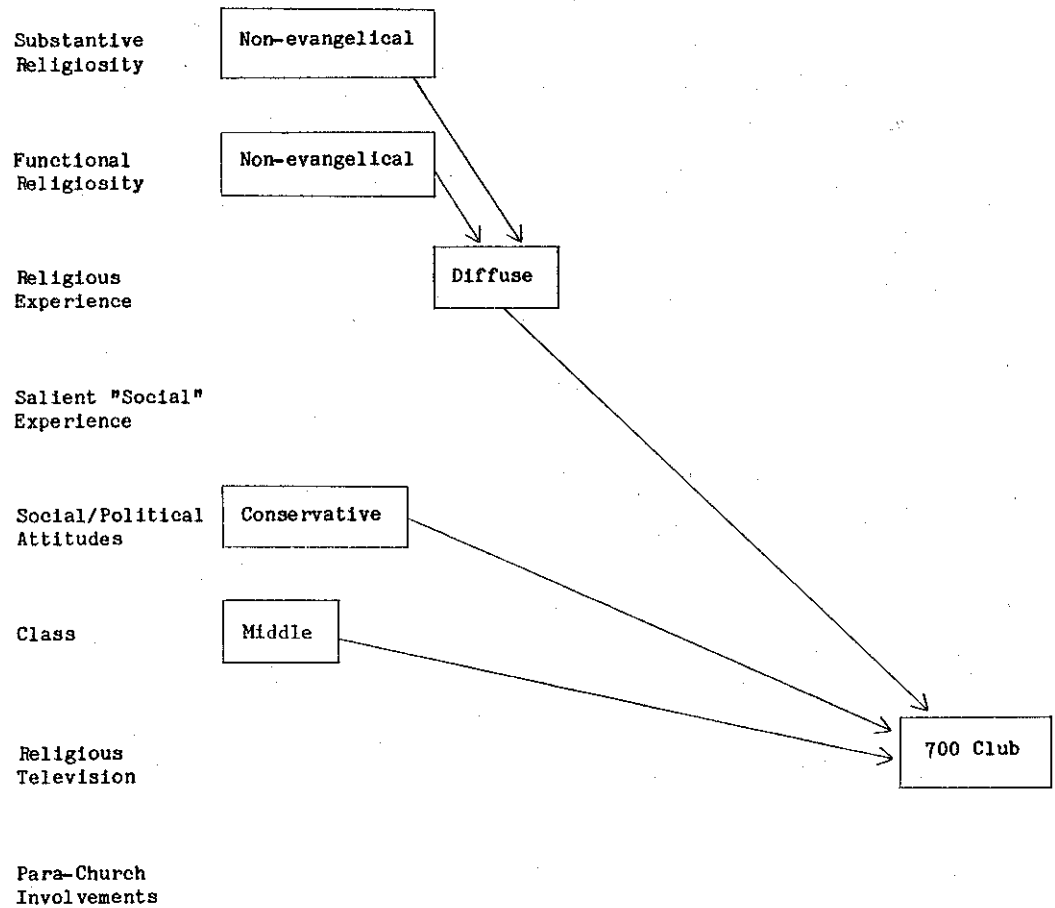 Substantive
Religiosity
Non-evangelical
Functional
Religiosity
Non-evangelical
Religious
Experience
Diffuse
Salient "Social"
Experience
Social/Political
Attitudes
Conservative
Class
Middle
Religious
Television
700 Club
Para-Church
Involvements